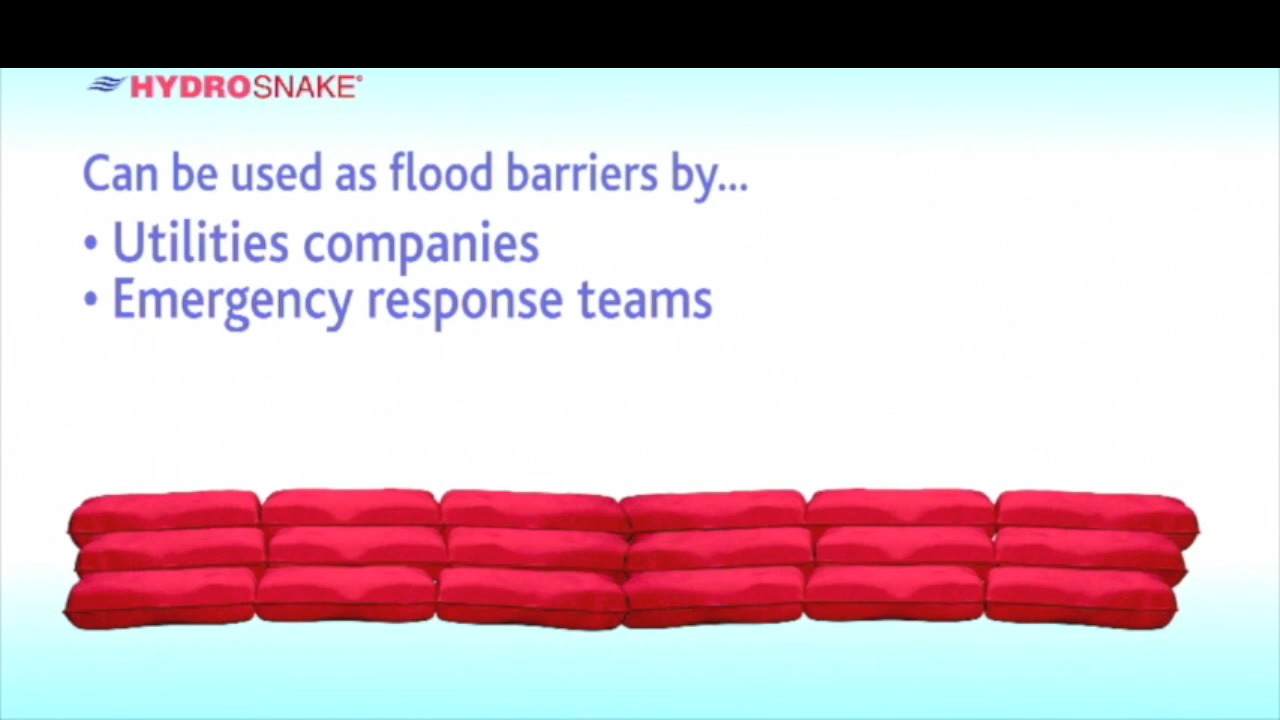 HYDROSNAKE®
Can be used as flood barriers by...
• Utilities companies
• Emergency response teams